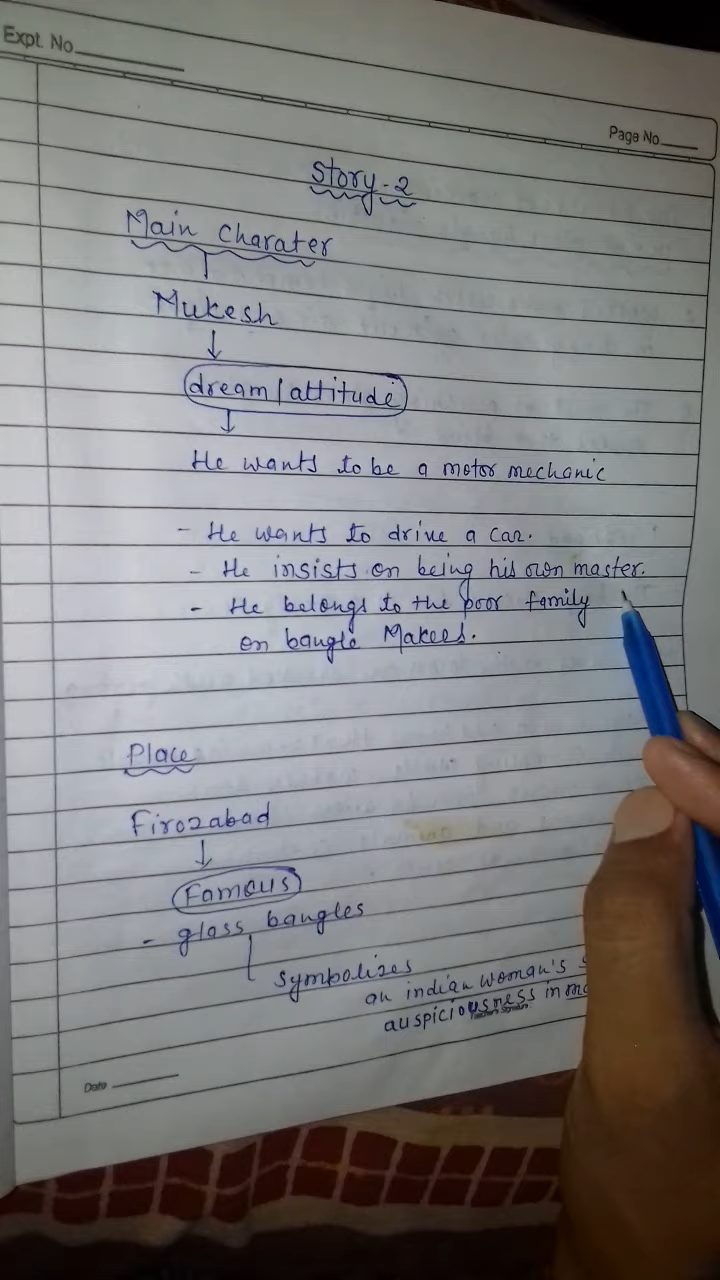 Expt. No
Page No
Story-2
Main Charater
Mukesh
dream/attitude
He wants to be a motor mechanic
- He wants to drive a car.
- He insists on being his own master.
- He belongs to the poor family
on bangle Makees.
Place
Firozabad
Famous
- glass bangles
Symbolizes
an indian woman's
auspiciousness in
Date